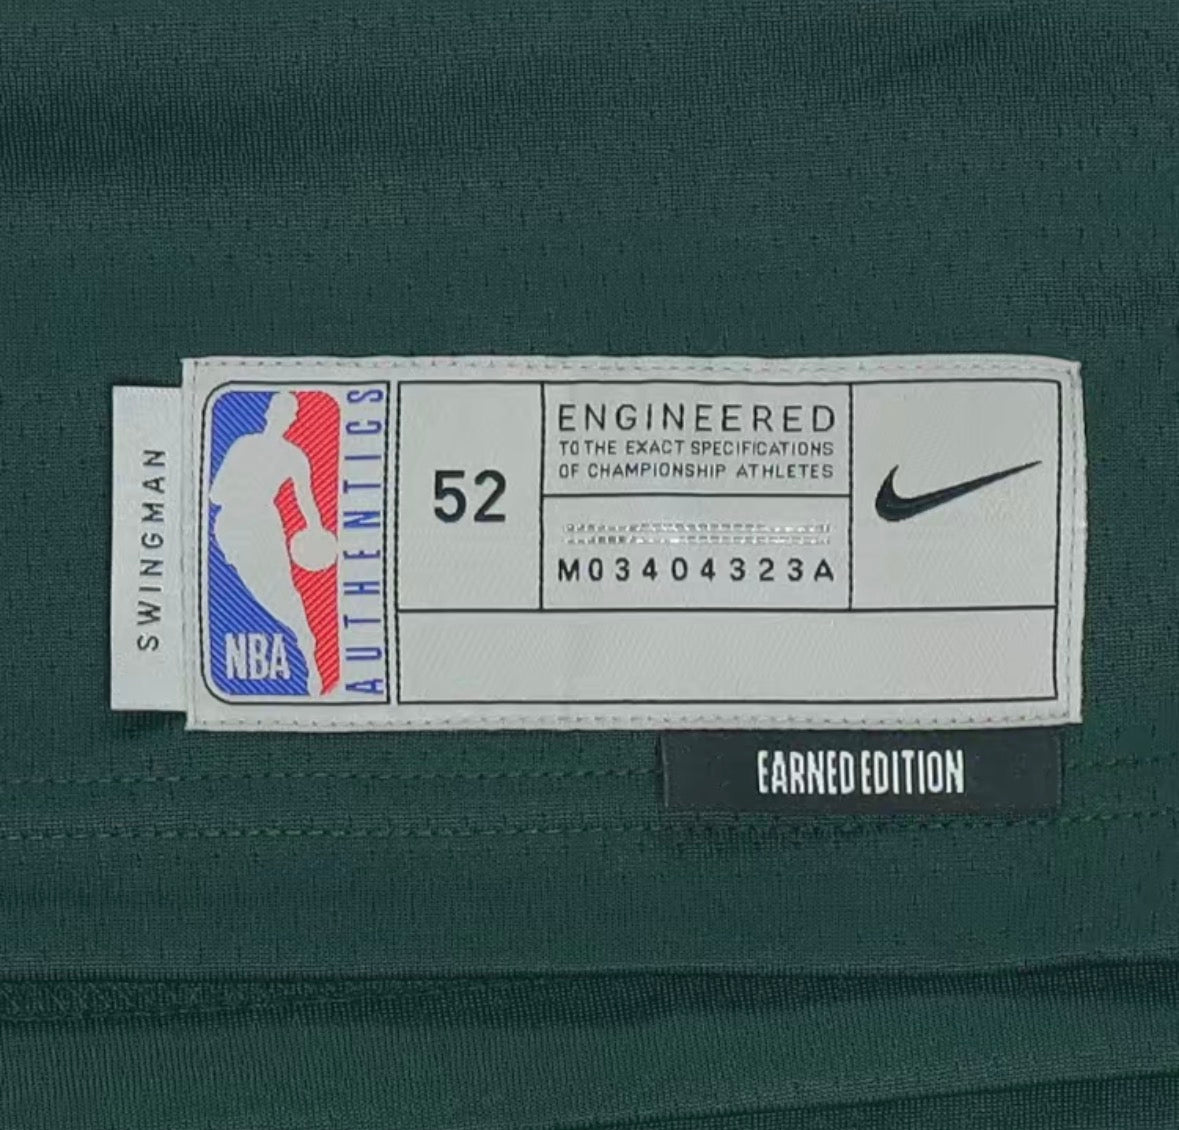 SWINGMAN
NBA
AUTHENTICS
52
ENGINEERED
TO THE EXACT SPECIFICATIONS
OF CHAMPIONSHIP ATHLETES
M03404323A
EARNED EDITION